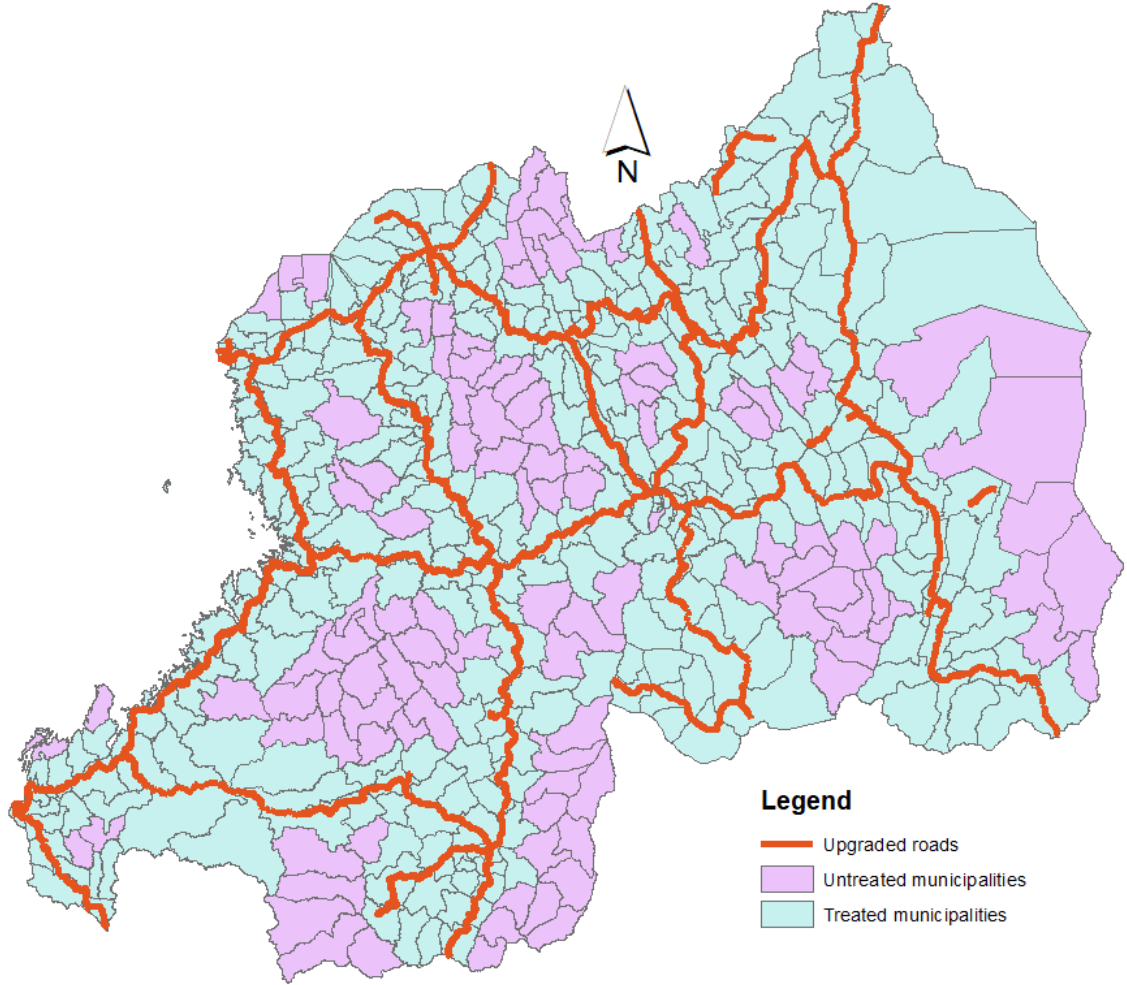 N
Legend
Upgraded roads
Untreated municipalities
Treated municipalities